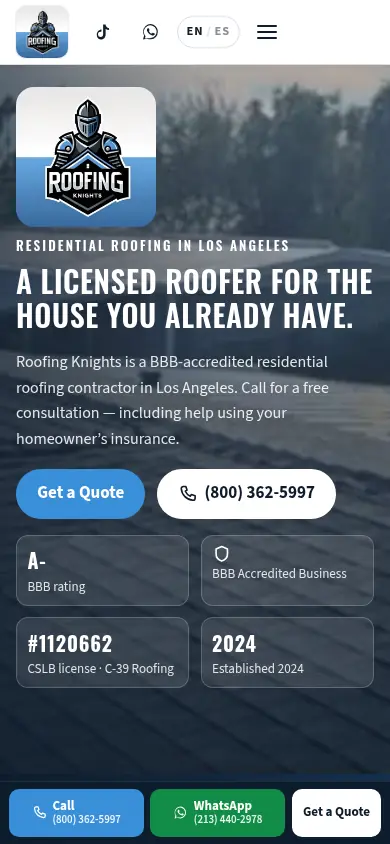 ROOFING
KNIGHTS
EN / ES
ROOFING
KNIGHTS
RESIDENTIAL ROOFING IN LOS ANGELES
A LICENSED ROOFER FOR THE
HOUSE YOU ALREADY HAVE.
Roofing Knights is a BBB-accredited residential
roofing contractor in Los Angeles. Call for a free
consultation — including help using your
homeowner’s insurance.
Get a Quote
(800) 362-5997
A-
BBB rating
BBB Accredited Business
#1120662
CSLB license · C-39 Roofing
2024
Established 2024
Call
(800) 362-5997
WhatsApp
(213) 440-2978
Get a Quote